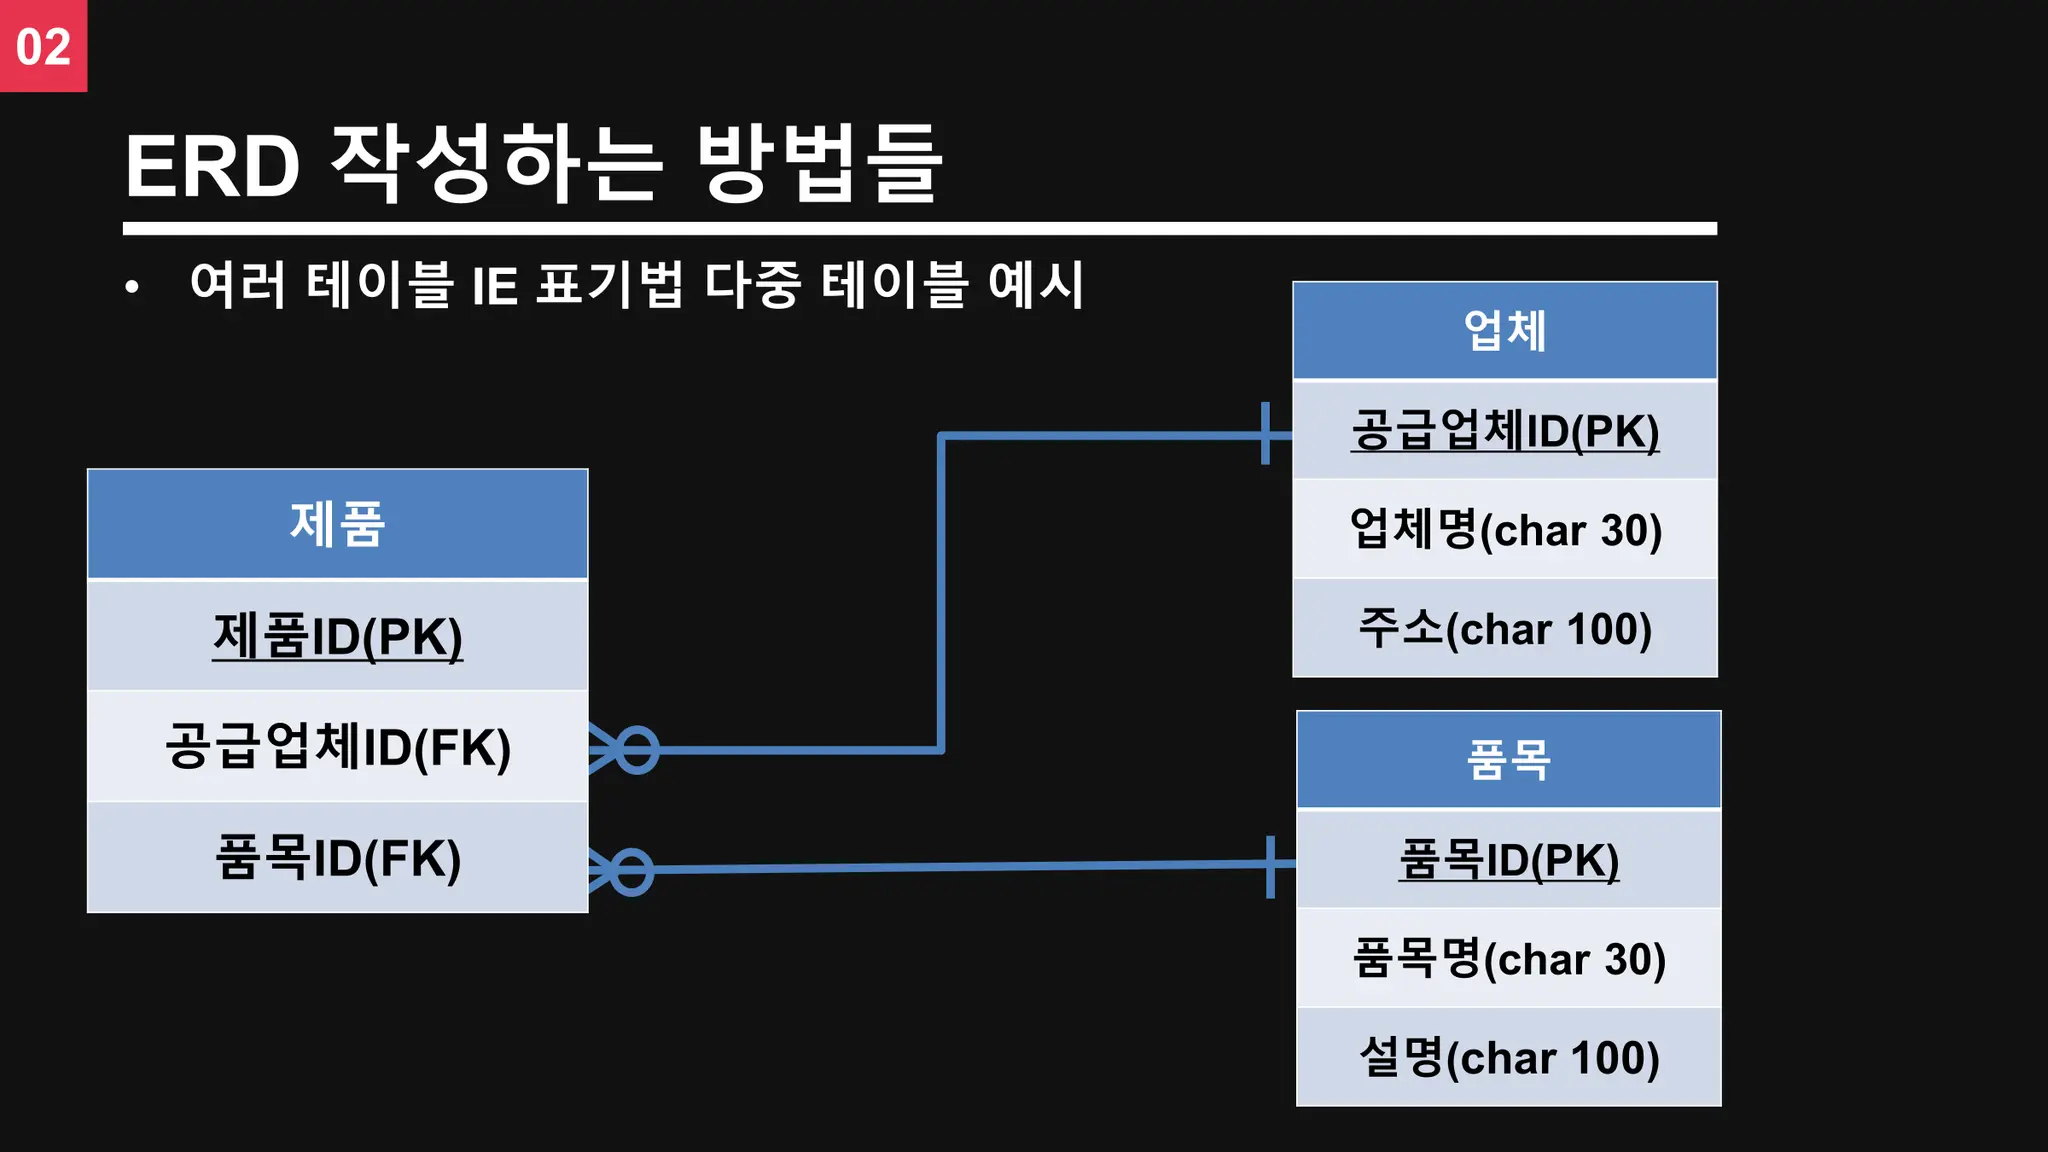 02
ERD 작성하는 방법들
• 여러 테이블 IE 표기법 다중 테이블 예시
제품
제품ID(PK)
공급업체ID(FK)
품목ID(FK)
업체
공급업체ID(PK)
업체명(char 30)
주소(char 100)
품목
품목ID(PK)
품목명(char 30)
설명(char 100)